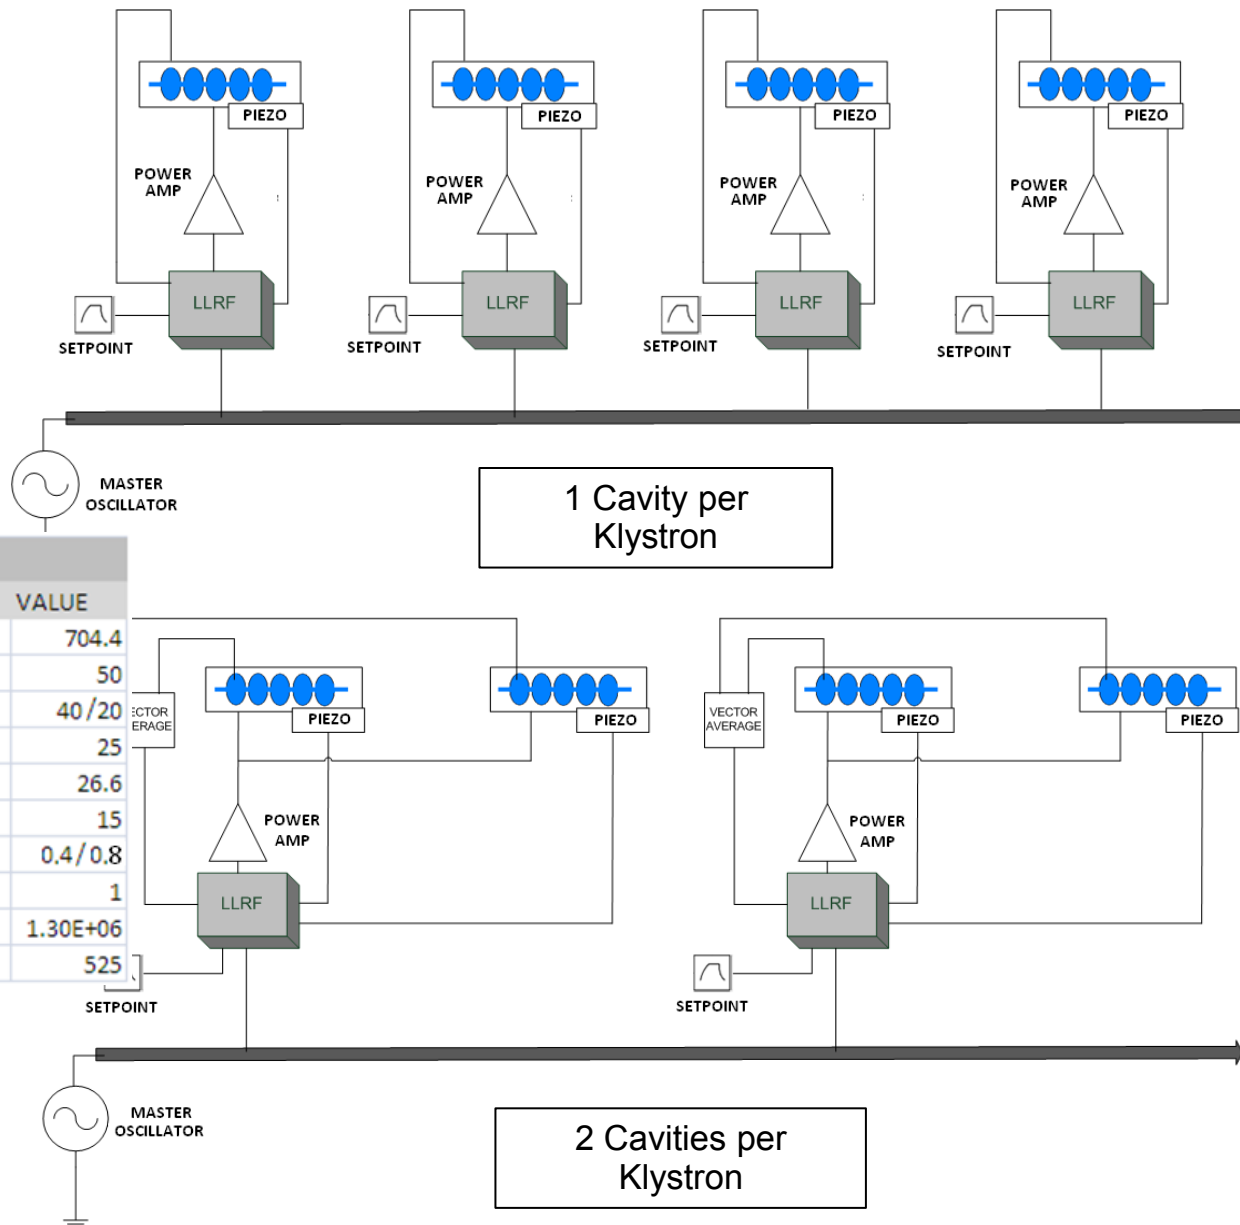 PIEZO PIEZO PIEZO PIEZO
POWER AMP POWER AMP POWER AMP POWER AMP
LLRF LLRF LLRF LLRF
SETPOINT SETPOINT SETPOINT SETPOINT
MASTER
OSCILLATOR
1 Cavity per
Klystron
VALUE
704.4
50
40/20
25
26.6
15
0.4/0.8
1
1.30E+06
525
ECTOR
ERAGE
PIEZO PIEZO
VECTOR
AVERAGE
PIEZO PIEZO
POWER
AMP
POWER
AMP
LLRF LLRF
SETPOINT SETPOINT
MASTER
OSCILLATOR
2 Cavities per
Klystron